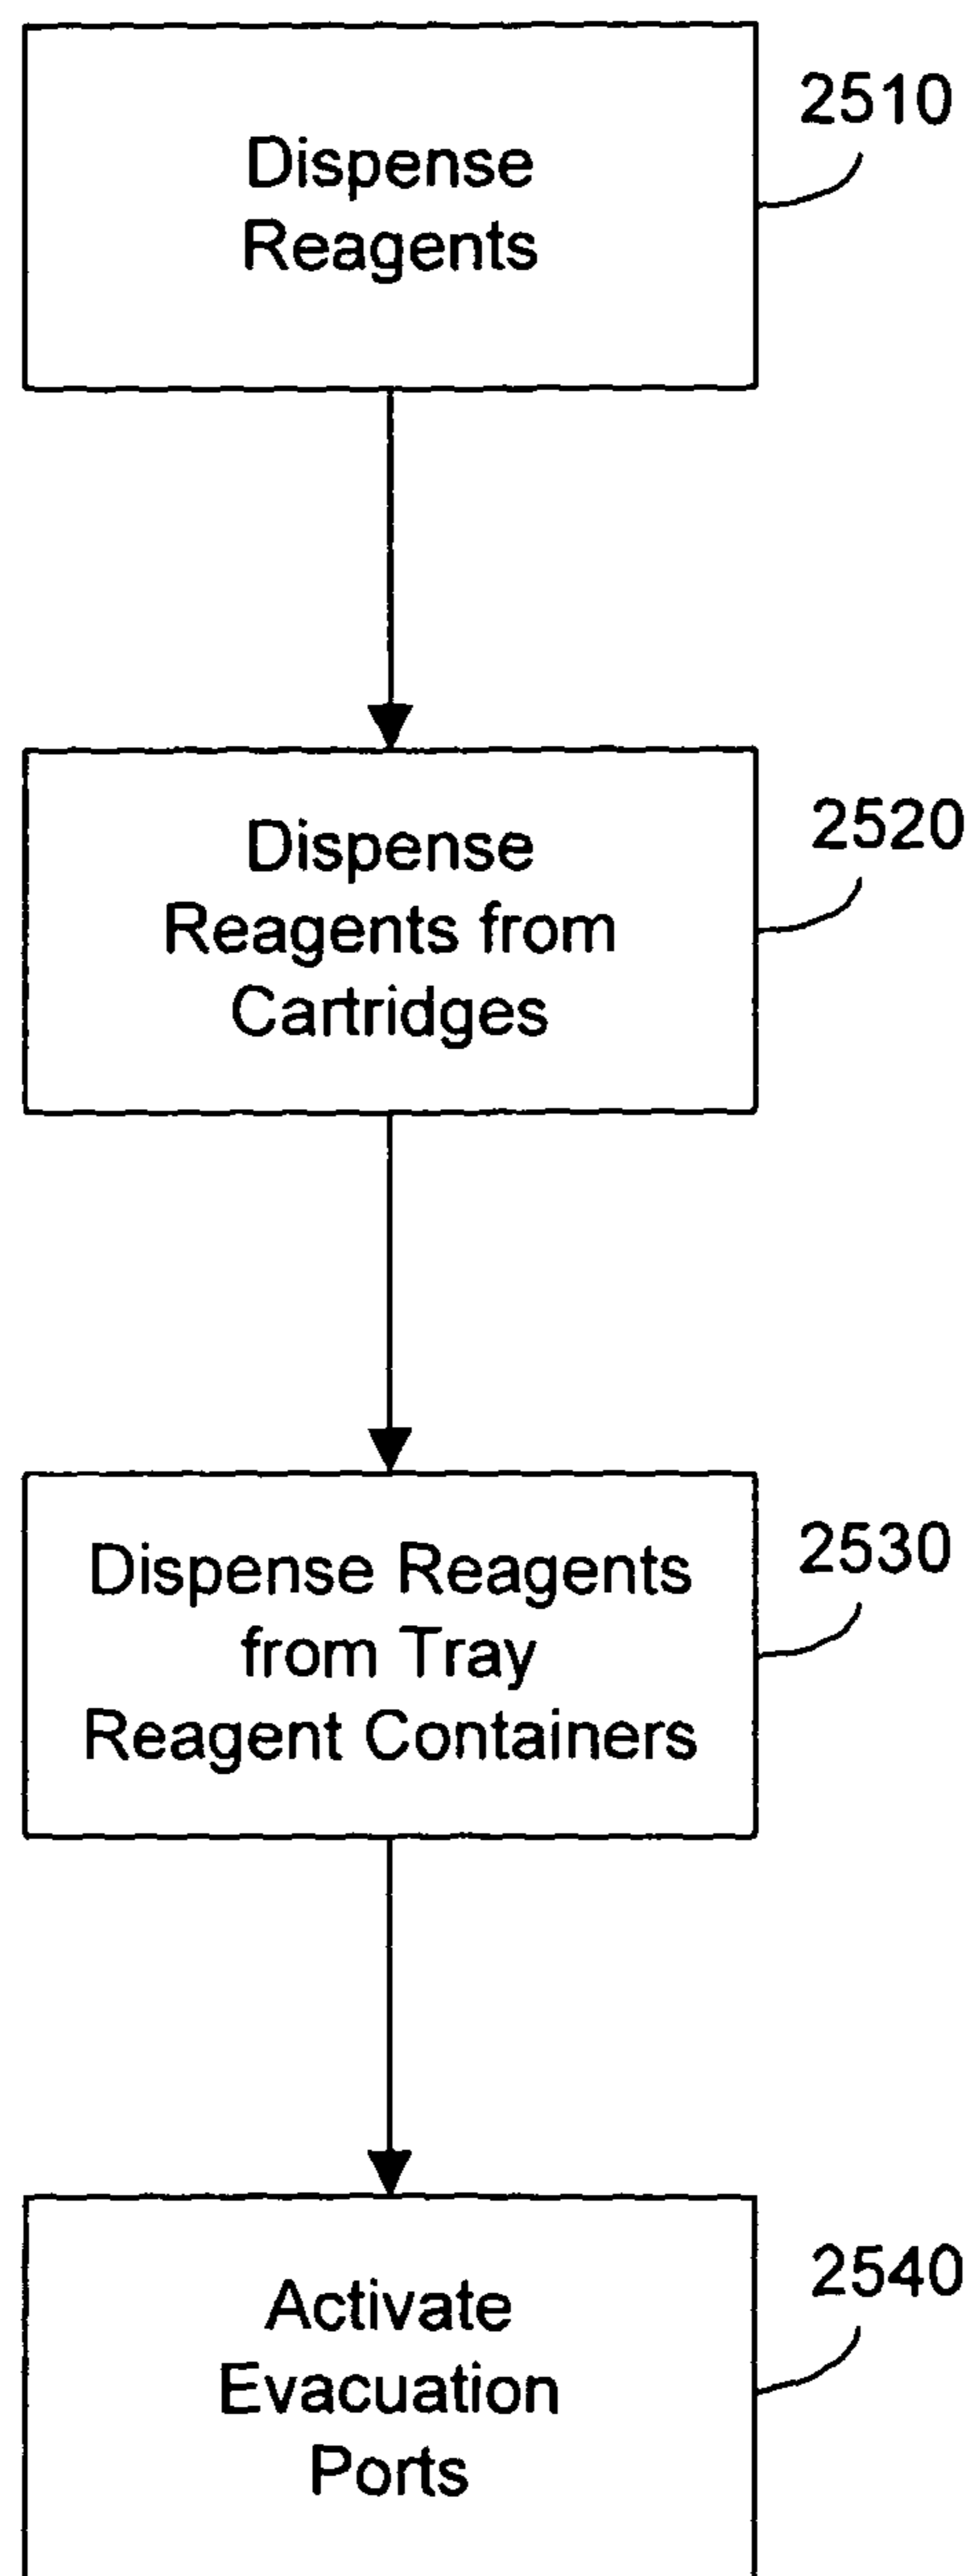 2510
Dispense
Reagents
2520
Dispense
Reagents from
Cartridges
2530
Dispense Reagents
from Tray
Reagent Containers
2540
Activate
Evacuation
Ports